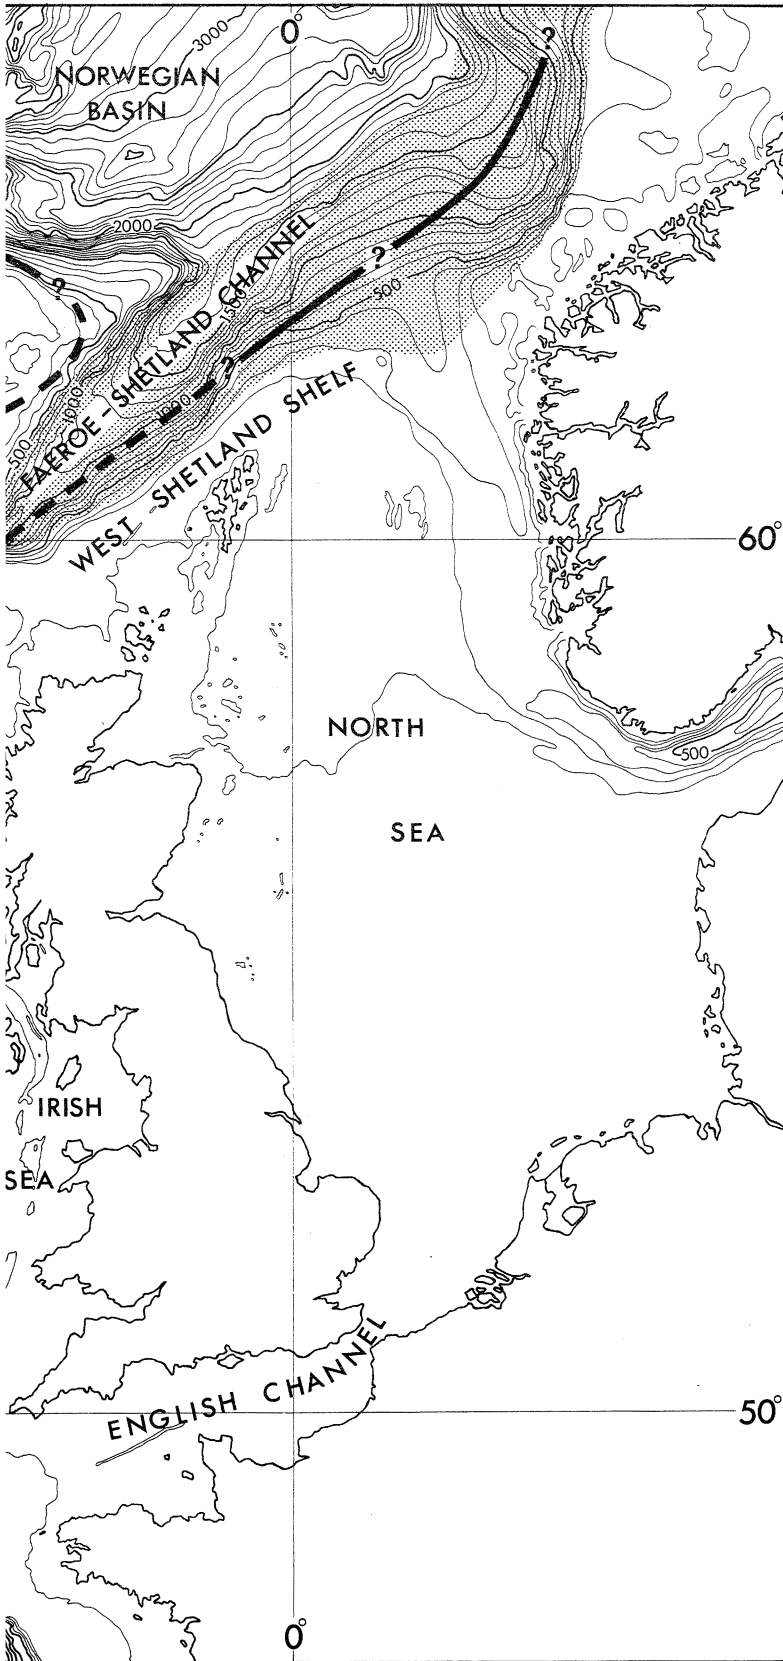 0°
3000
?
NORWEGIAN
BASIN
2000
?
?
500
1500
?
FAEROE - SHETLAND CHANNEL
1000
1000
500
WEST SHETLAND SHELF
60°
NORTH
500
SEA
IRISH
SEA
ENGLISH CHANNEL
50°
0°